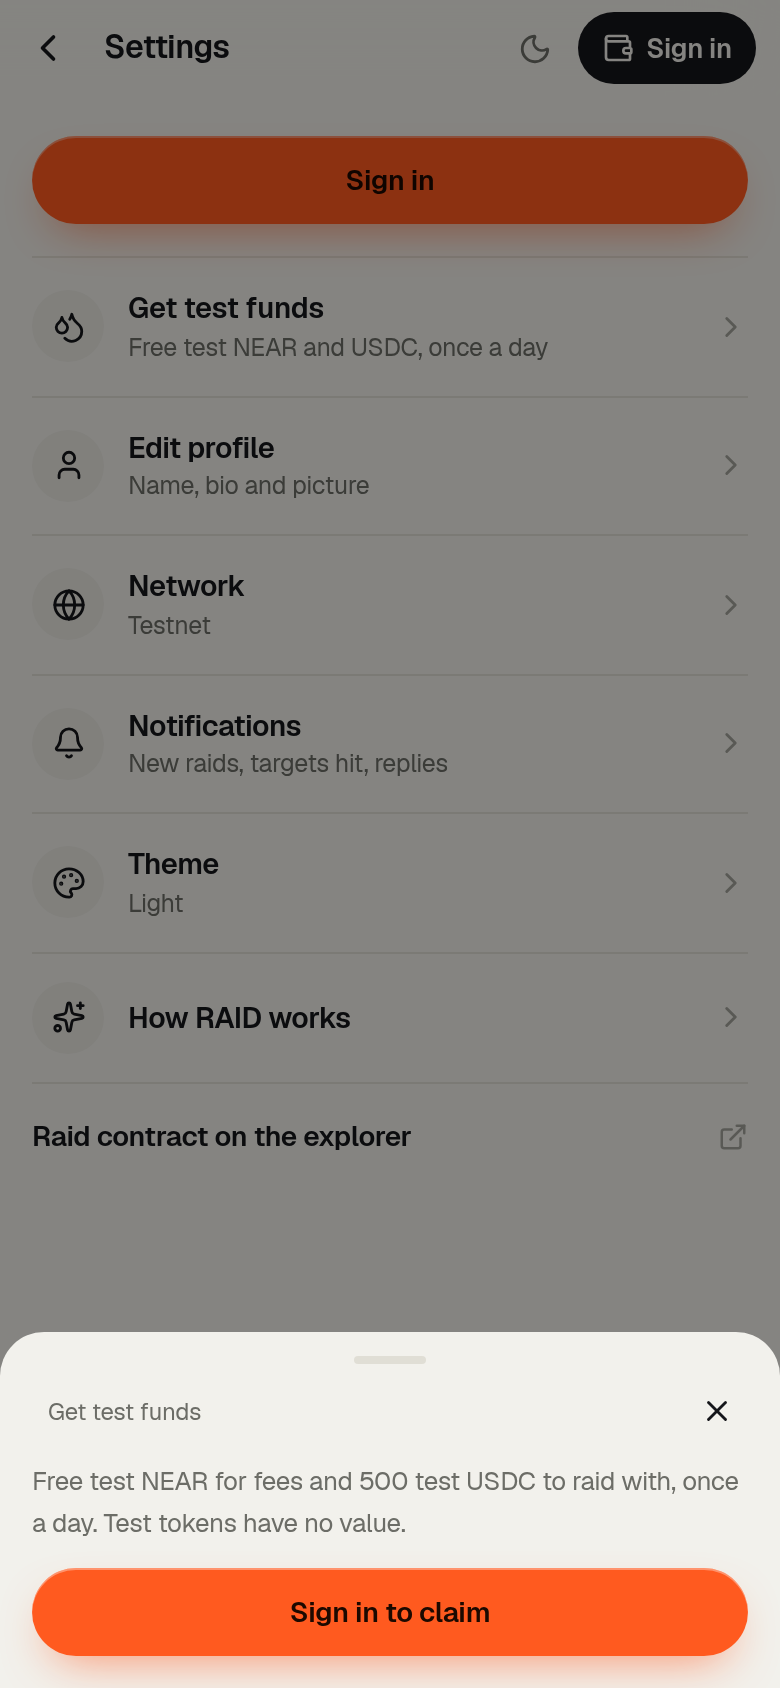 Settings
Sign in
Sign in
Get test funds
Free test NEAR and USDC, once a day
Edit profile
Name, bio and picture
Network
Testnet
Notifications
New raids, targets hit, replies
Theme
Light
How RAID works
Raid contract on the explorer
Get test funds
Free test NEAR for fees and 500 test USDC to raid with, once
a day. Test tokens have no value.
Sign in to claim